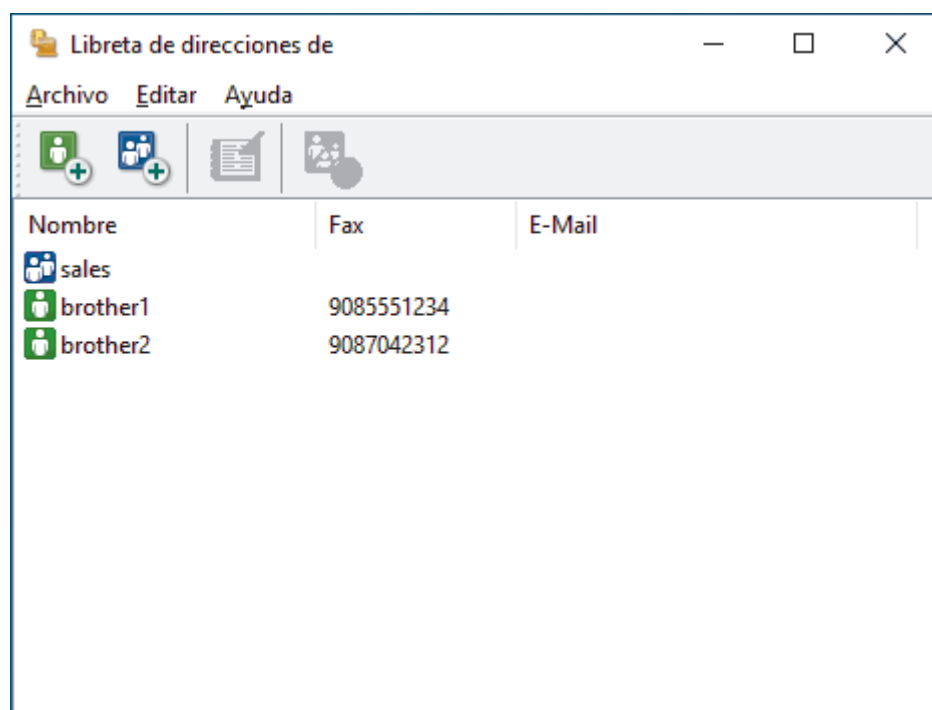 Libreta de direcciones de
Archivo Editar Ayuda
Nombre Fax E-Mail
sales
brother1 9085551234
brother2 9087042312